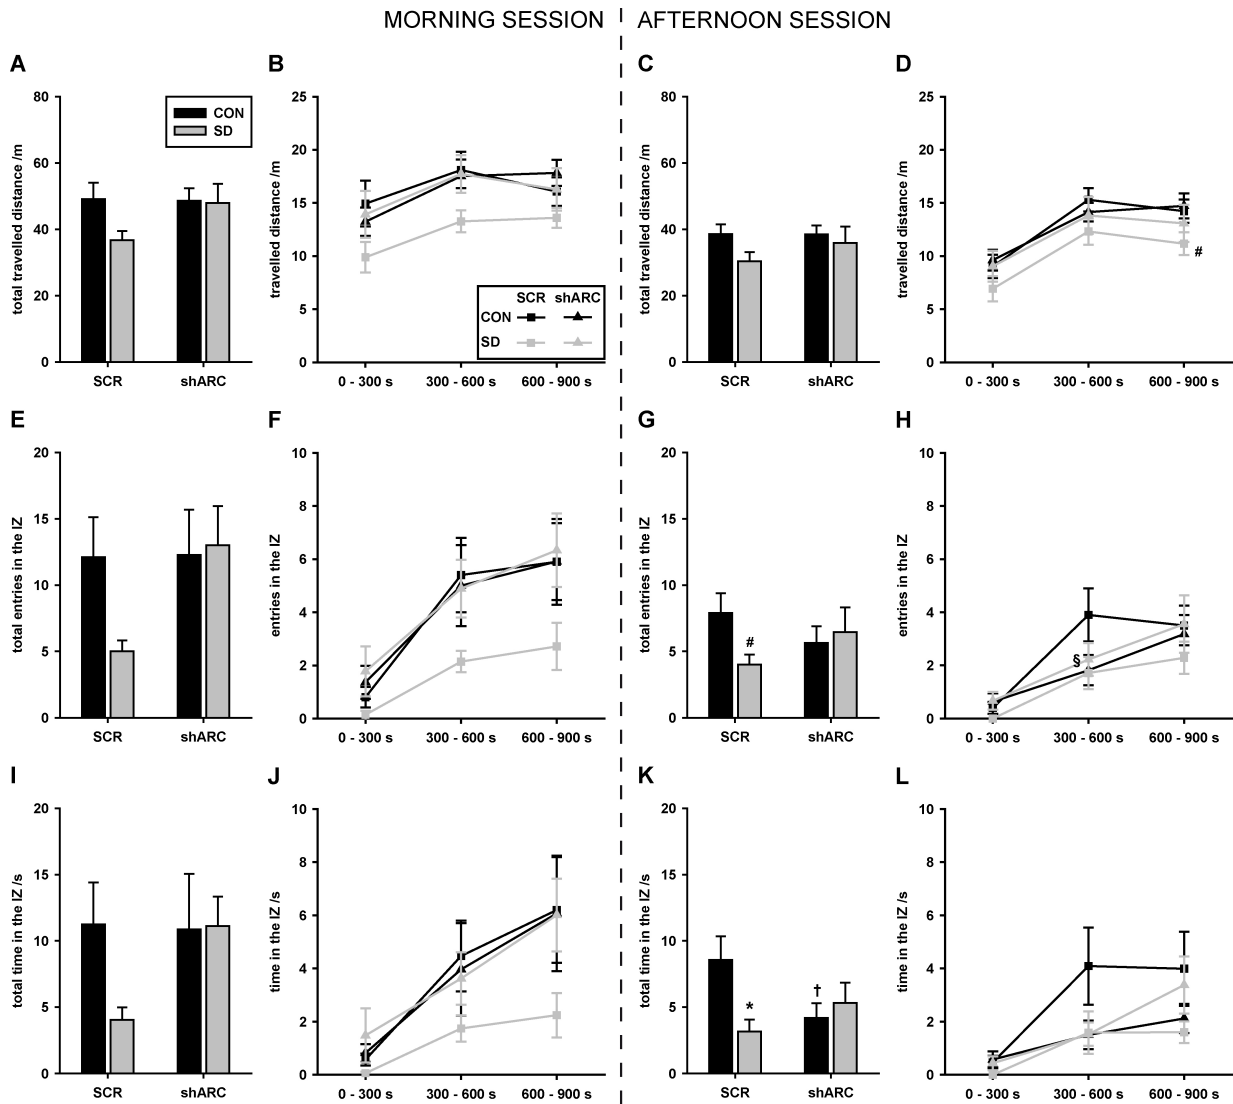 MORNING SESSION
AFTERNOON SESSION
A
total travelled distance /m
80
60
40
20
0
SCR
shARC
CON
SD
B
travelled distance /m
25
20
15
10
5
0
0 - 300 s
300 - 600 s
600 - 900 s
SCR shARC
CON
SD
C
total travelled distance /m
80
60
40
20
0
SCR
shARC
D
travelled distance /m
25
20
15
10
5
0
#
0 - 300 s
300 - 600 s
600 - 900 s
E
total entries in the IZ
20
15
10
5
0
SCR
shARC
F
entries in the IZ
10
8
6
4
2
0
0 - 300 s
300 - 600 s
600 - 900 s
G
total entries in the IZ
20
15
10
5
0
#
SCR
shARC
H
entries in the IZ
10
8
6
4
2
0
§
0 - 300 s
300 - 600 s
600 - 900 s
I
total time in the IZ /s
20
15
10
5
0
SCR
shARC
J
time in the IZ /s
10
8
6
4
2
0
0 - 300 s
300 - 600 s
600 - 900 s
K
total time in the IZ /s
20
15
10
5
0
*
†
SCR
shARC
L
time in the IZ /s
10
8
6
4
2
0
0 - 300 s
300 - 600 s
600 - 900 s